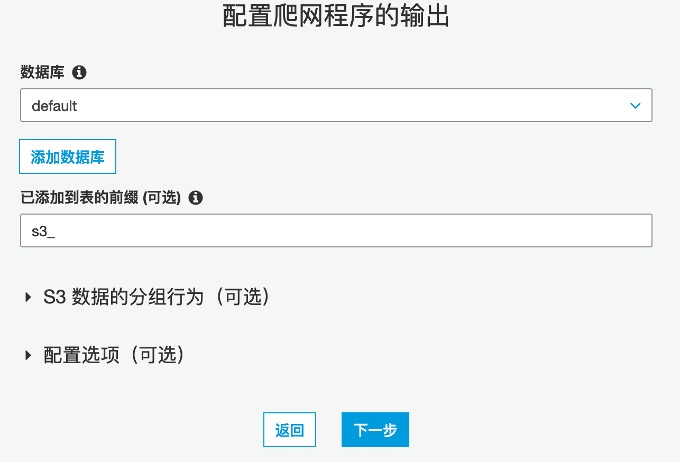 配置爬网程序的输出
数据库
default
添加数据库
已添加到表的前缀 (可选)
s3_
S3 数据的分组行为（可选）
配置选项（可选）
返回 下一步